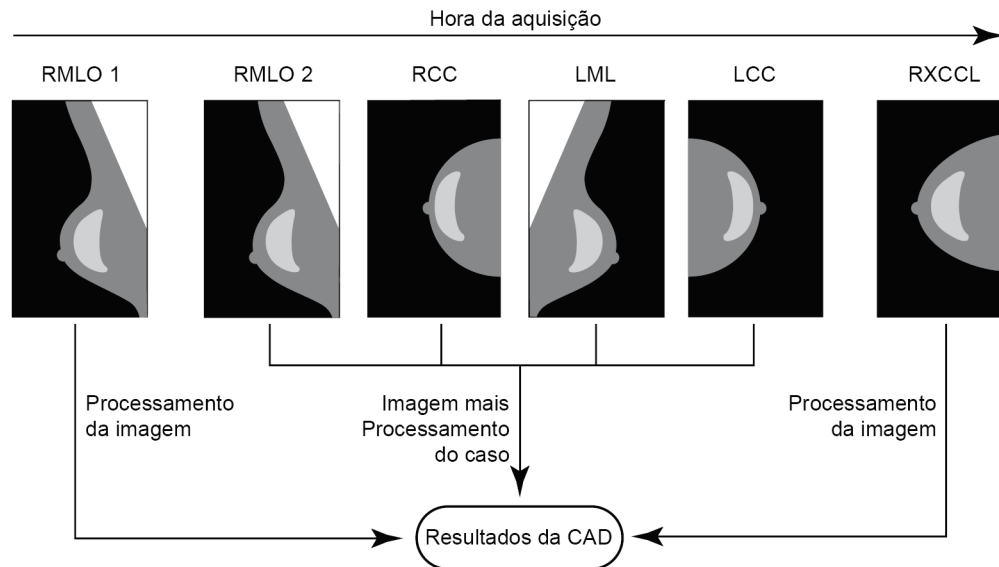 Hora da aquisição
RMLO 1
RMLO 2
RCC
LML
LCC
RXCCL
Processamento
da imagem
Imagem mais
Processamento
do caso
Processamento
da imagem
Resultados da CAD